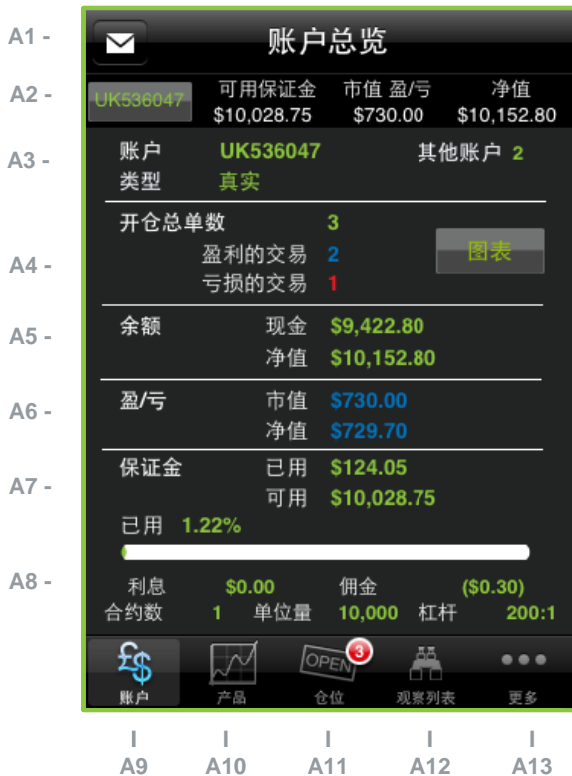 A1 -
账户总览
A2 -
UK536047
可用保证金 市值 盈/亏 净值
$10,028.75 $730.00 $10,152.80
A3 -
账户 UK536047 其他账户 2
类型 真实
A4 -
开仓总单数 3
盈利的交易 2
图表
亏损的交易 1
A5 -
余额 现金 $9,422.80
净值 $10,152.80
A6 -
盈/亏 市值 $730.00
净值 $729.70
A7 -
保证金 已用 $124.05
可用 $10,028.75
已用 1.22%
A8 -
利息 $0.00 佣金 ($0.30)
合约数 1 单位量 10,000 杠杆 200:1
OPEN 3
账户 产品 仓位 观察列表 更多
A9 A10 A11 A12 A13